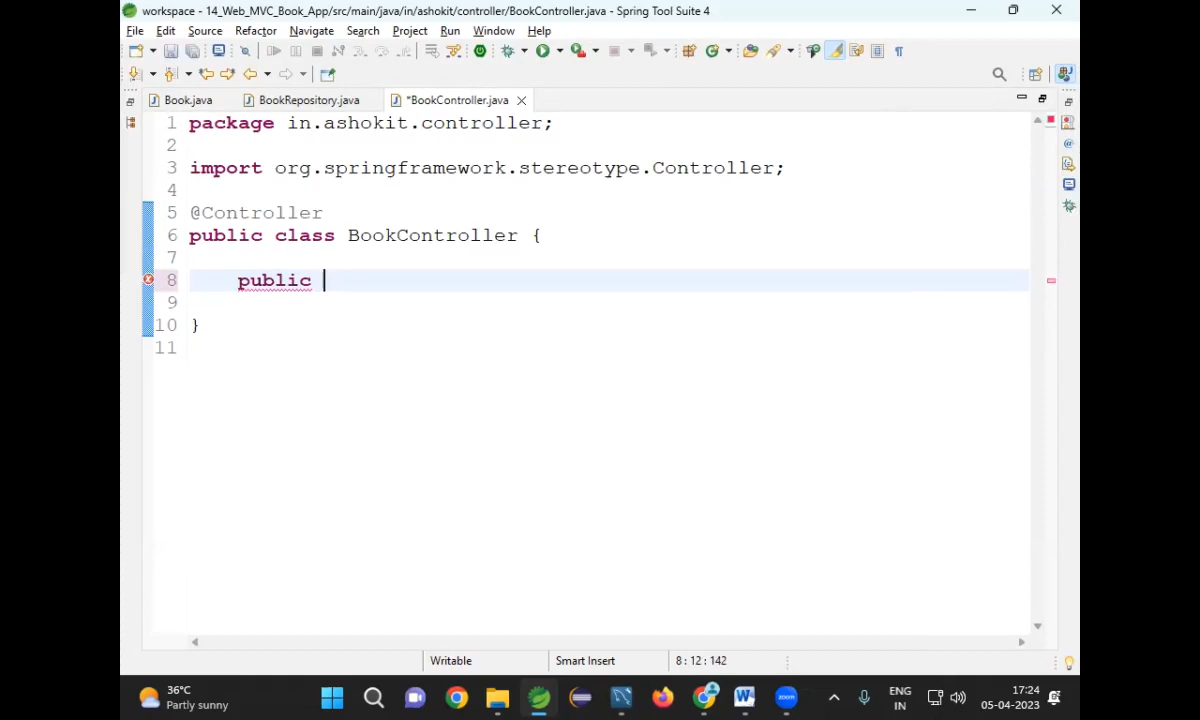 workspace - 14_Web_MVC_Book_App/src/main/java/in/ashokit/controller/BookController.java - Spring Tool Suite 4
File Edit Source Refactor Navigate Search Project Run Window Help
Book.java BookRepository.java *BookController.java
1 package in.ashokit.controller;
2
3 import org.springframework.stereotype.Controller;
4
5 @Controller
6 public class BookController {
7
8 public
9
10 }
11
Writable Smart Insert 8 : 12 : 142
36°C
Partly sunny
ENG
IN
17:24
05-04-2023